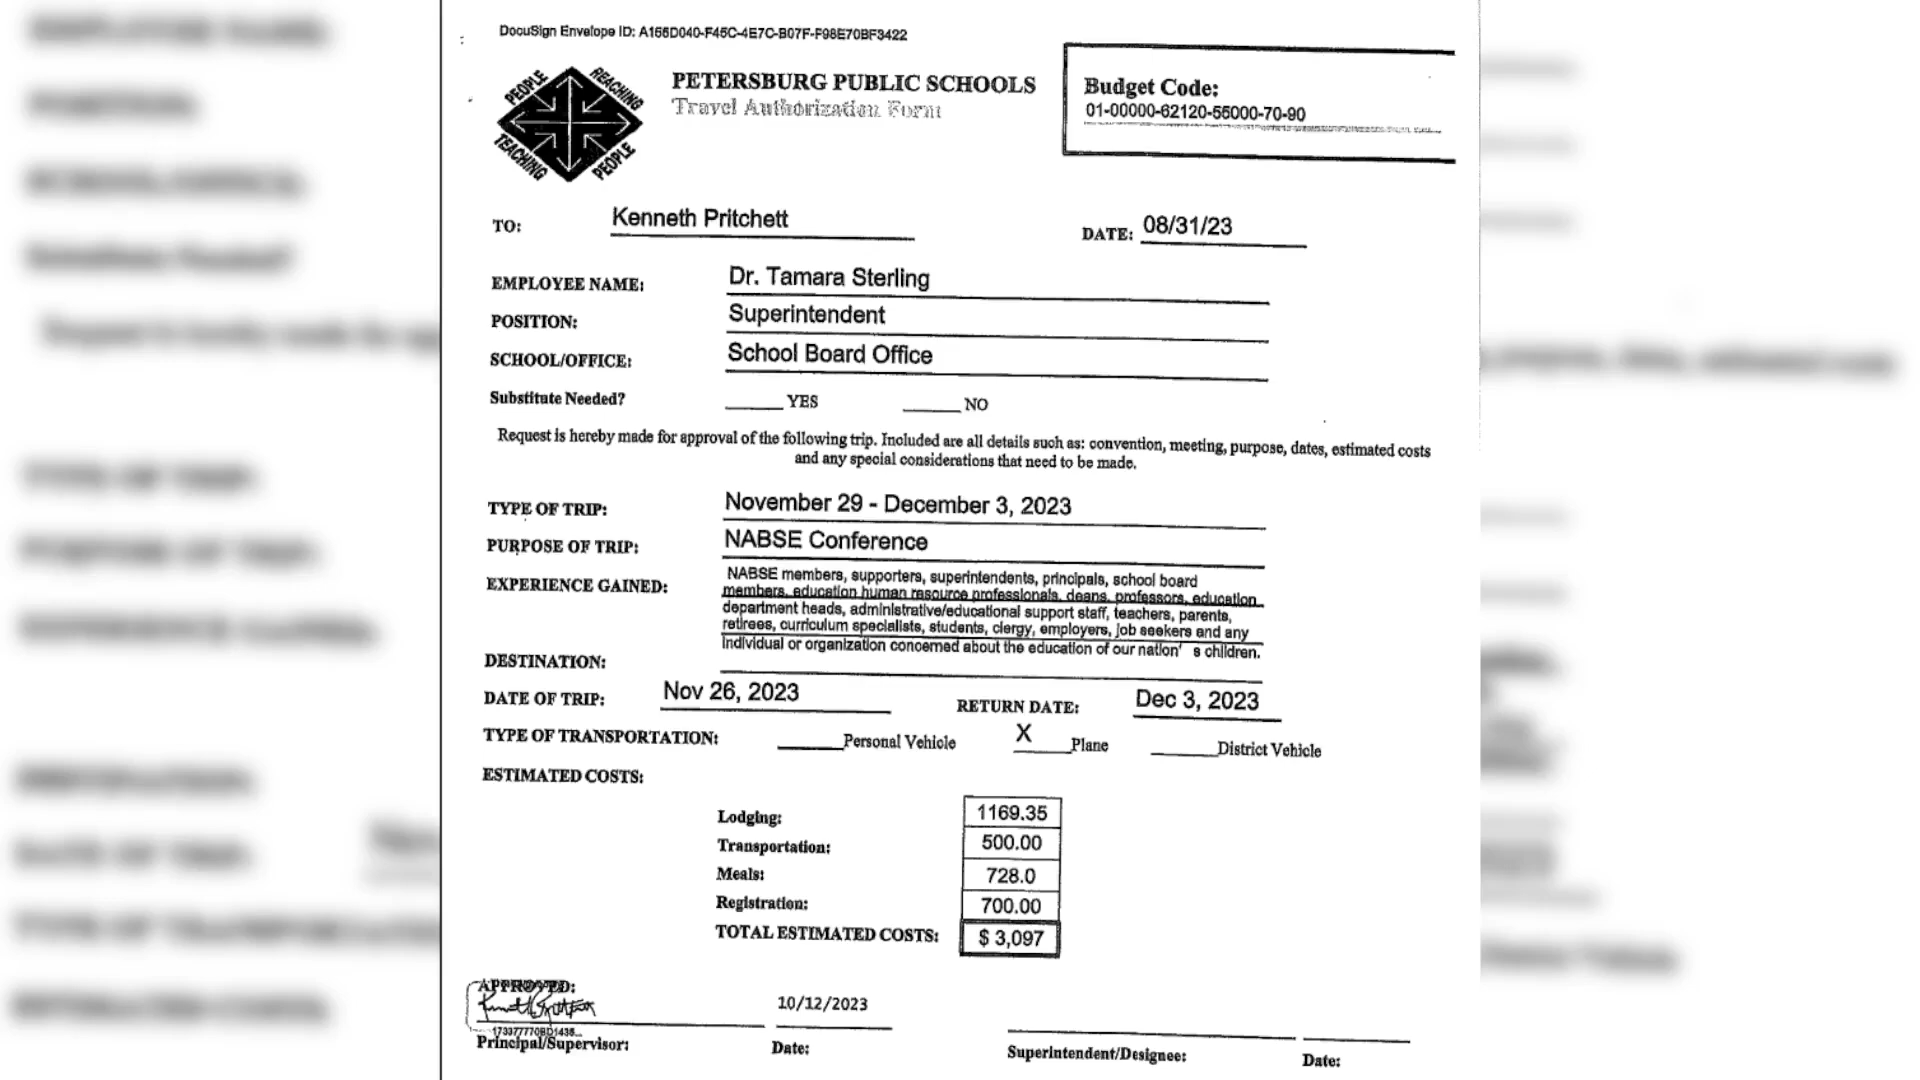 DocuSign Envelope ID: A156D040-F45C-4E7C-B07F-F98E70BF3422
PEOPLE REACHING
TEACHING PEOPLE
PETERSBURG PUBLIC SCHOOLS
Travel Authorization Form
Budget Code:
01-00000-62120-55000-70-90
TO: Kenneth Pritchett DATE: 08/31/23
EMPLOYEE NAME: Dr. Tamara Sterling
POSITION: Superintendent
SCHOOL/OFFICE: School Board Office
Substitute Needed? YES NO
Request is hereby made for approval of the following trip. Included are all details such as: convention, meeting, purpose, dates, estimated costs
and any special considerations that need to be made.
TYPE OF TRIP: November 29 - December 3, 2023
PURPOSE OF TRIP: NABSE Conference
EXPERIENCE GAINED: NABSE members, supporters, superintendents, principals, school board
members, education human resource professionals, deans, professors, education
department heads, administrative/educational support staff, teachers, parents,
retirees, curriculum specialists, students, clergy, employers, job seekers and any
individual or organization concerned about the education of our nation' s children.
DESTINATION:
DATE OF TRIP: Nov 26, 2023 RETURN DATE: Dec 3, 2023
TYPE OF TRANSPORTATION: Personal Vehicle X Plane District Vehicle
ESTIMATED COSTS:
Lodging: 1169.35
Transportation: 500.00
Meals: 728.0
Registration: 700.00
TOTAL ESTIMATED COSTS: $ 3,097
APPROVED:
10/12/2023
173377770BD1436...
Principal/Supervisor: Date: Superintendent/Designee: Date: